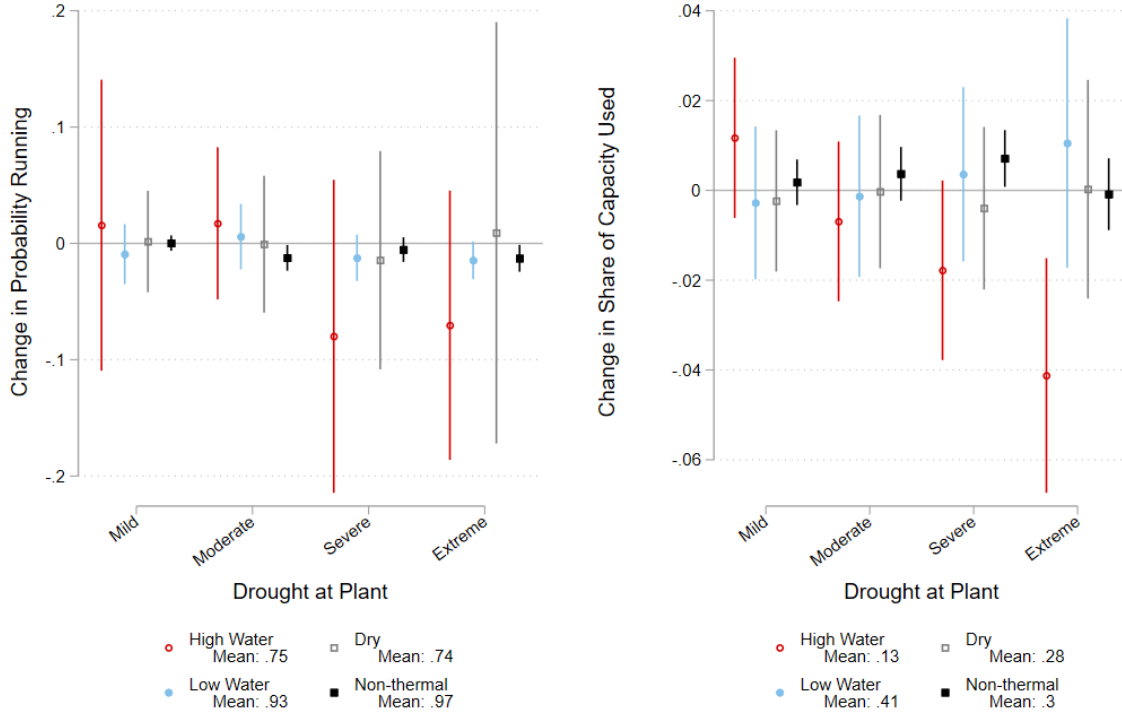 Change in Probability Running
.2
.1
0
-.1
-.2
Mild
Moderate
Severe
Extreme
Drought at Plant
High Water
Mean: .75
Dry
Mean: .74
Low Water
Mean: .93
Non-thermal
Mean: .97
Change in Share of Capacity Used
.04
.02
0
-.02
-.04
-.06
Mild
Moderate
Severe
Extreme
Drought at Plant
High Water
Mean: .13
Dry
Mean: .28
Low Water
Mean: .41
Non-thermal
Mean: .3